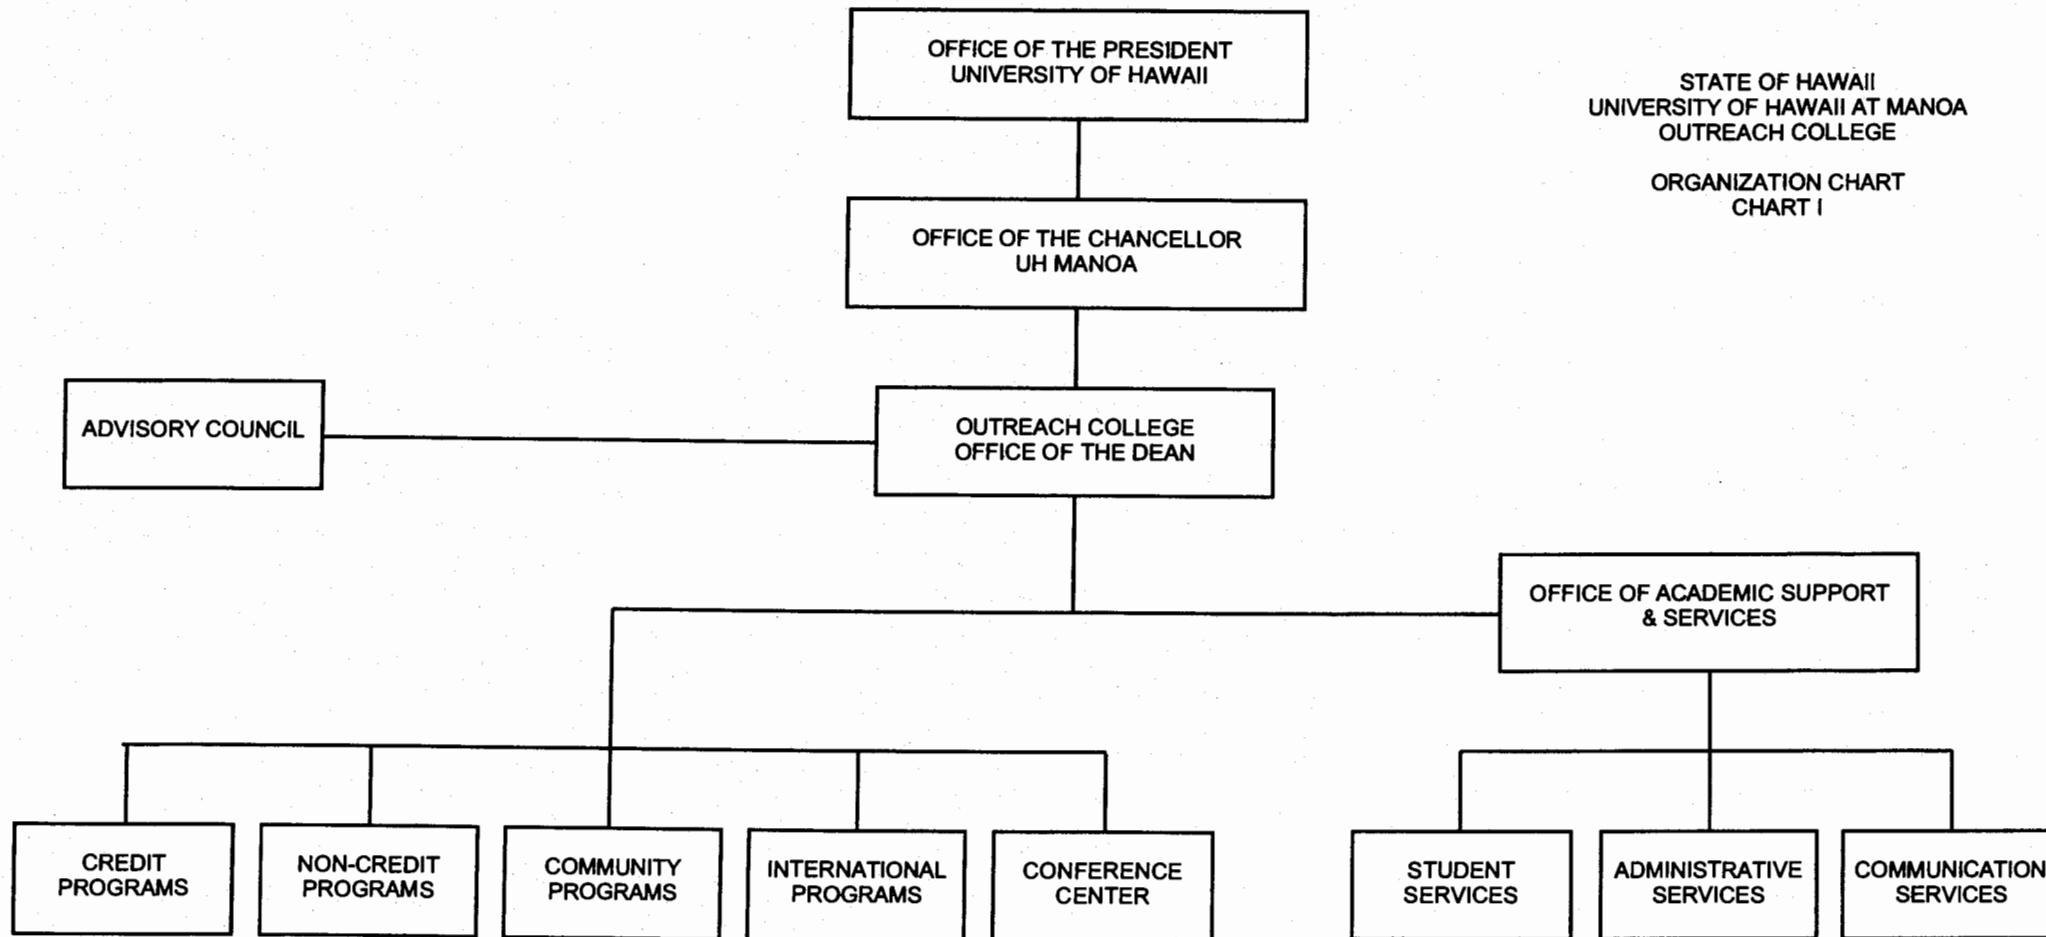 OFFICE OF THE PRESIDENT
UNIVERSITY OF HAWAII
STATE OF HAWAII
UNIVERSITY OF HAWAII AT MANOA
OUTREACH COLLEGE
ORGANIZATION CHART
CHART I
OFFICE OF THE CHANCELLOR
UH MANOA
ADVISORY COUNCIL
OUTREACH COLLEGE
OFFICE OF THE DEAN
OFFICE OF ACADEMIC SUPPORT
& SERVICES
CREDIT
PROGRAMS
NON-CREDIT
PROGRAMS
COMMUNITY
PROGRAMS
INTERNATIONAL
PROGRAMS
CONFERENCE
CENTER
STUDENT
SERVICES
ADMINISTRATIVE
SERVICES
COMMUNICATION
SERVICES